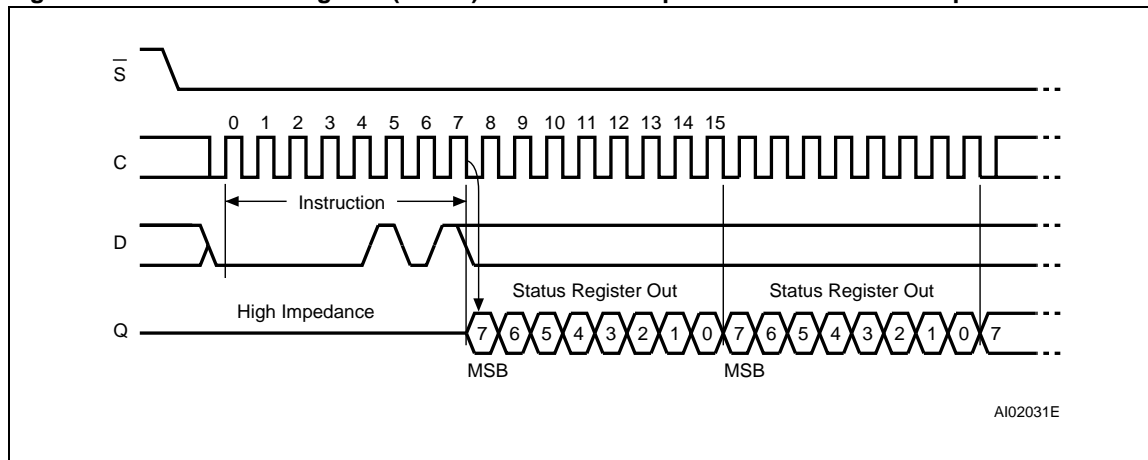 S
0 1 2 3 4 5 6 7 8 9 10 11 12 13 14 15
C
Instruction
D
Status Register Out Status Register Out
High Impedance
Q 7 6 5 4 3 2 1 0 7 6 5 4 3 2 1 0 7
MSB MSB
AI02031E